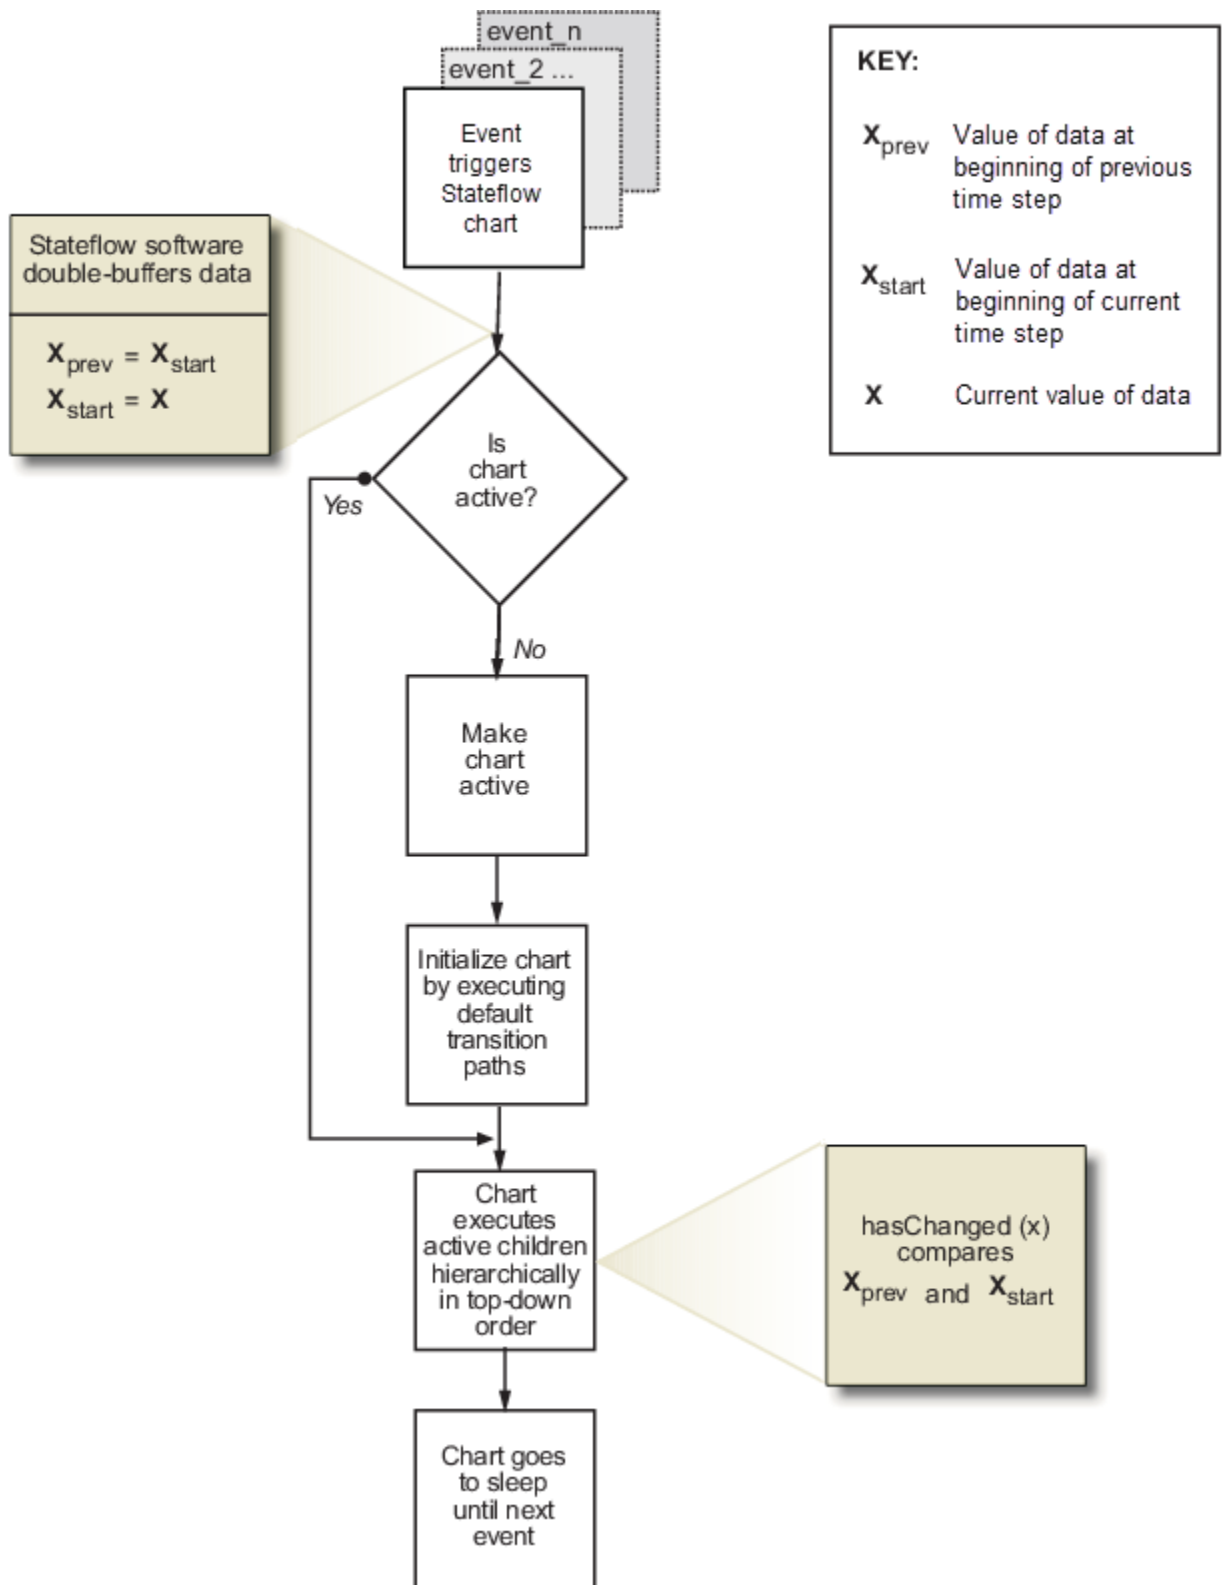 event_n
event_2 ...
Event
triggers
Stateflow
chart
KEY:
Xprev Value of data at
beginning of previous
time step
Xstart Value of data at
beginning of current
time step
X Current value of data
Stateflow software
double-buffers data
Xprev = Xstart
Xstart = X
Is
chart
active?
Yes
No
Make
chart
active
Initialize chart
by executing
default
transition
paths
Chart
executes
active children
hierarchically
in top-down
order
hasChanged (x)
compares
Xprev and Xstart
Chart goes
to sleep
until next
event